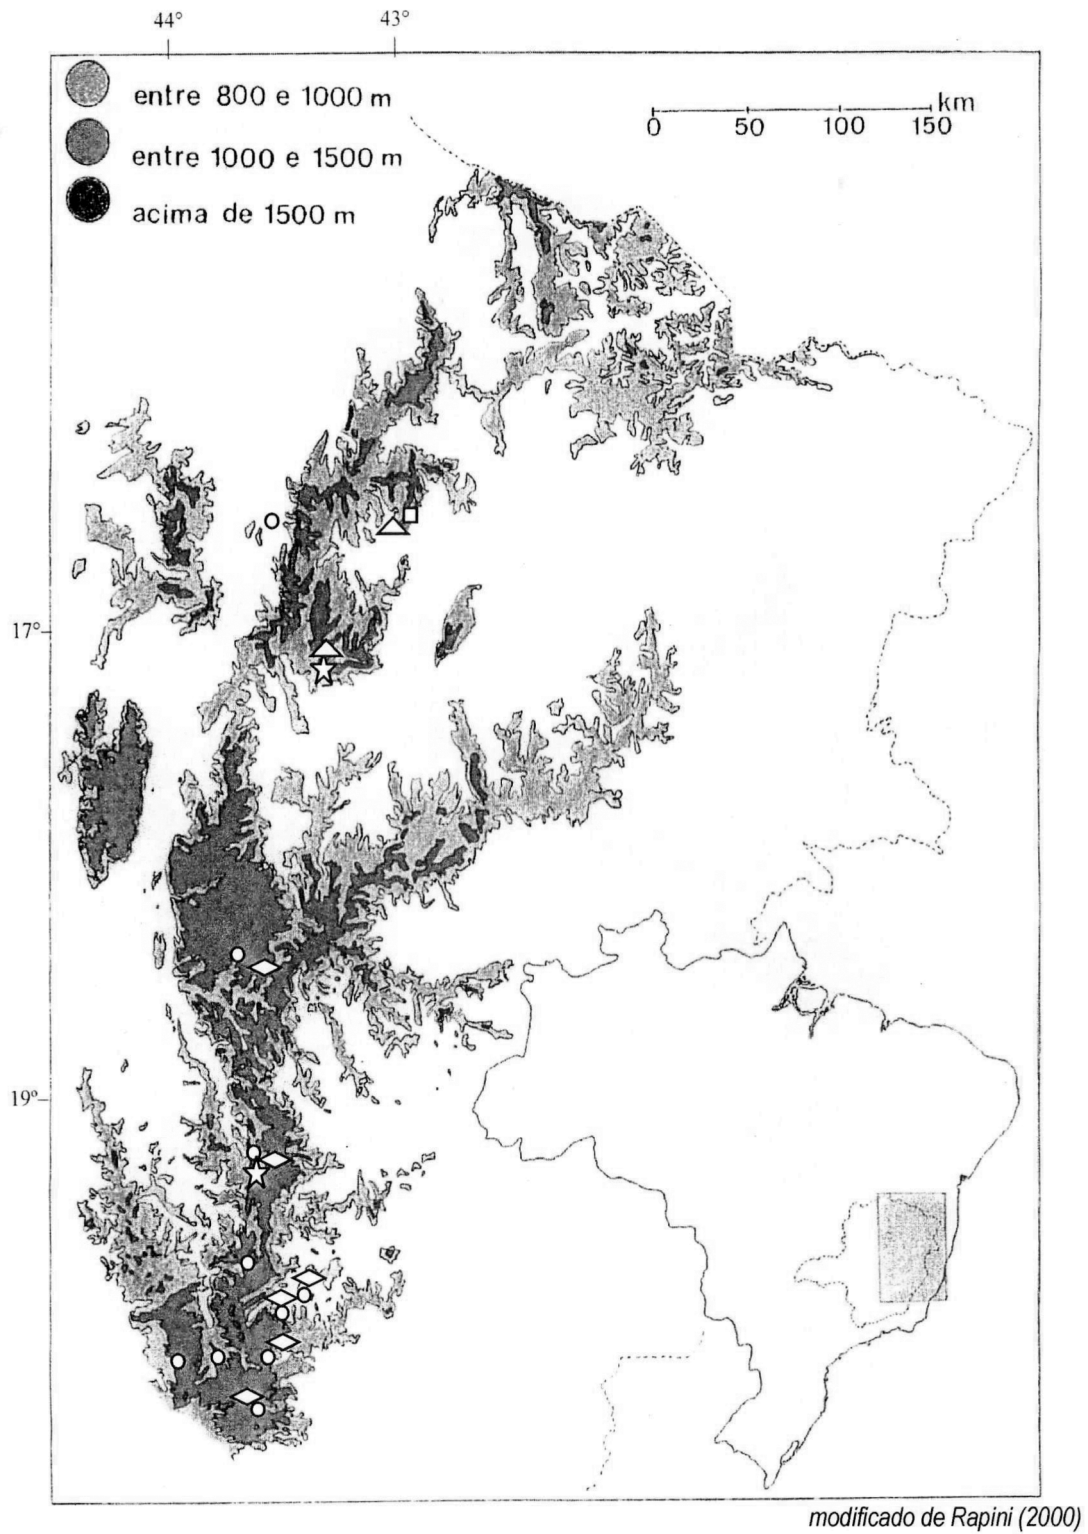 44° 43°
entre 800 e 1000 m
entre 1000 e 1500 m
acima de 1500 m
km
0 50 100 150
17°
19°
modificado de Rapini (2000)